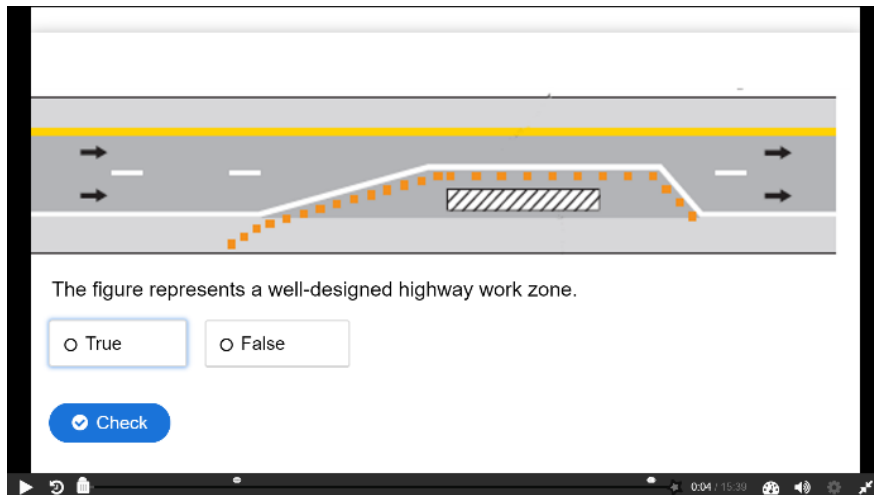 The figure represents a well-designed highway work zone.
True
False
Check
0:04 / 15:39